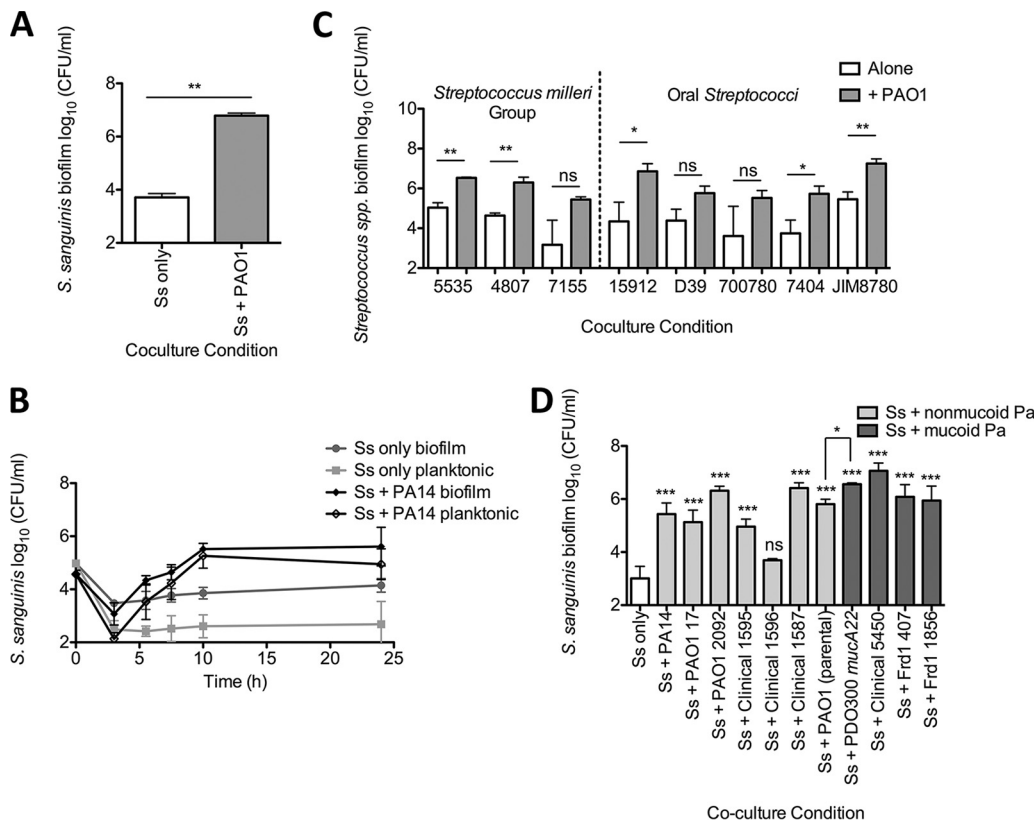 A
S. sanguinis biofilm log10 (CFU/ml)
8
6
4
2
**
Ss only
Ss + PAO1
Coculture Condition
C
Streptococcus spp. biofilm log10 (CFU/ml)
Alone
+ PAO1
Streptococcus milleri
Group
Oral Streptococci
10
8
6
4
2
**
**
ns
*
ns
ns
*
**
5535 4807 7155 15912 D39 700780 7404 JIM8780
Coculture Condition
B
S. sanguinis log10 (CFU/ml)
Ss only biofilm
Ss only planktonic
Ss + PA14 biofilm
Ss + PA14 planktonic
8
6
4
2
0 5 10 15 20 25
Time (h)
D
S. sanguinis biofilm log10 (CFU/ml)
Ss + nonmucoid Pa
Ss + mucoid Pa
8
6
4
2
*
*** *** *** *** ns *** *** *** *** *** ***
Ss only
Ss + PA14
Ss + PAO1 17
Ss + PAO1 2092
Ss + Clinical 1595
Ss + Clinical 1596
Ss + Clinical 1587
Ss + PAO1 (parental)
Ss + PDO300 mucA22
Ss + Clinical 5450
Ss + Frd1 407
Ss + Frd1 1856
Co-culture Condition